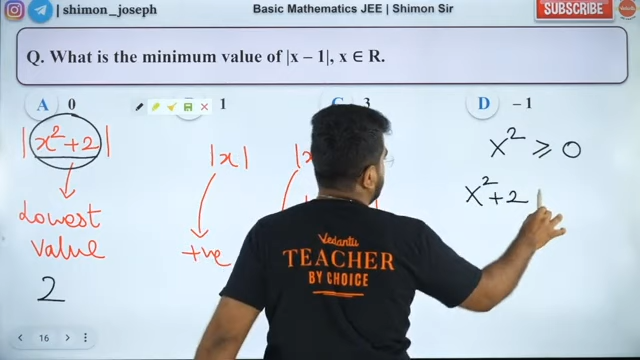 / shimon_joseph
Basic Mathematics JEE | Shimon Sir
SUBSCRIBE
Q. What is the minimum value of |x – 1|, x ∈ R.
A 0
1
C 3
D – 1
|x² + 2|
Lowest
value
2
|x|
+ve
x² ≥ 0
x² + 2
Vedantu
TEACHER
BY CHOICE
16